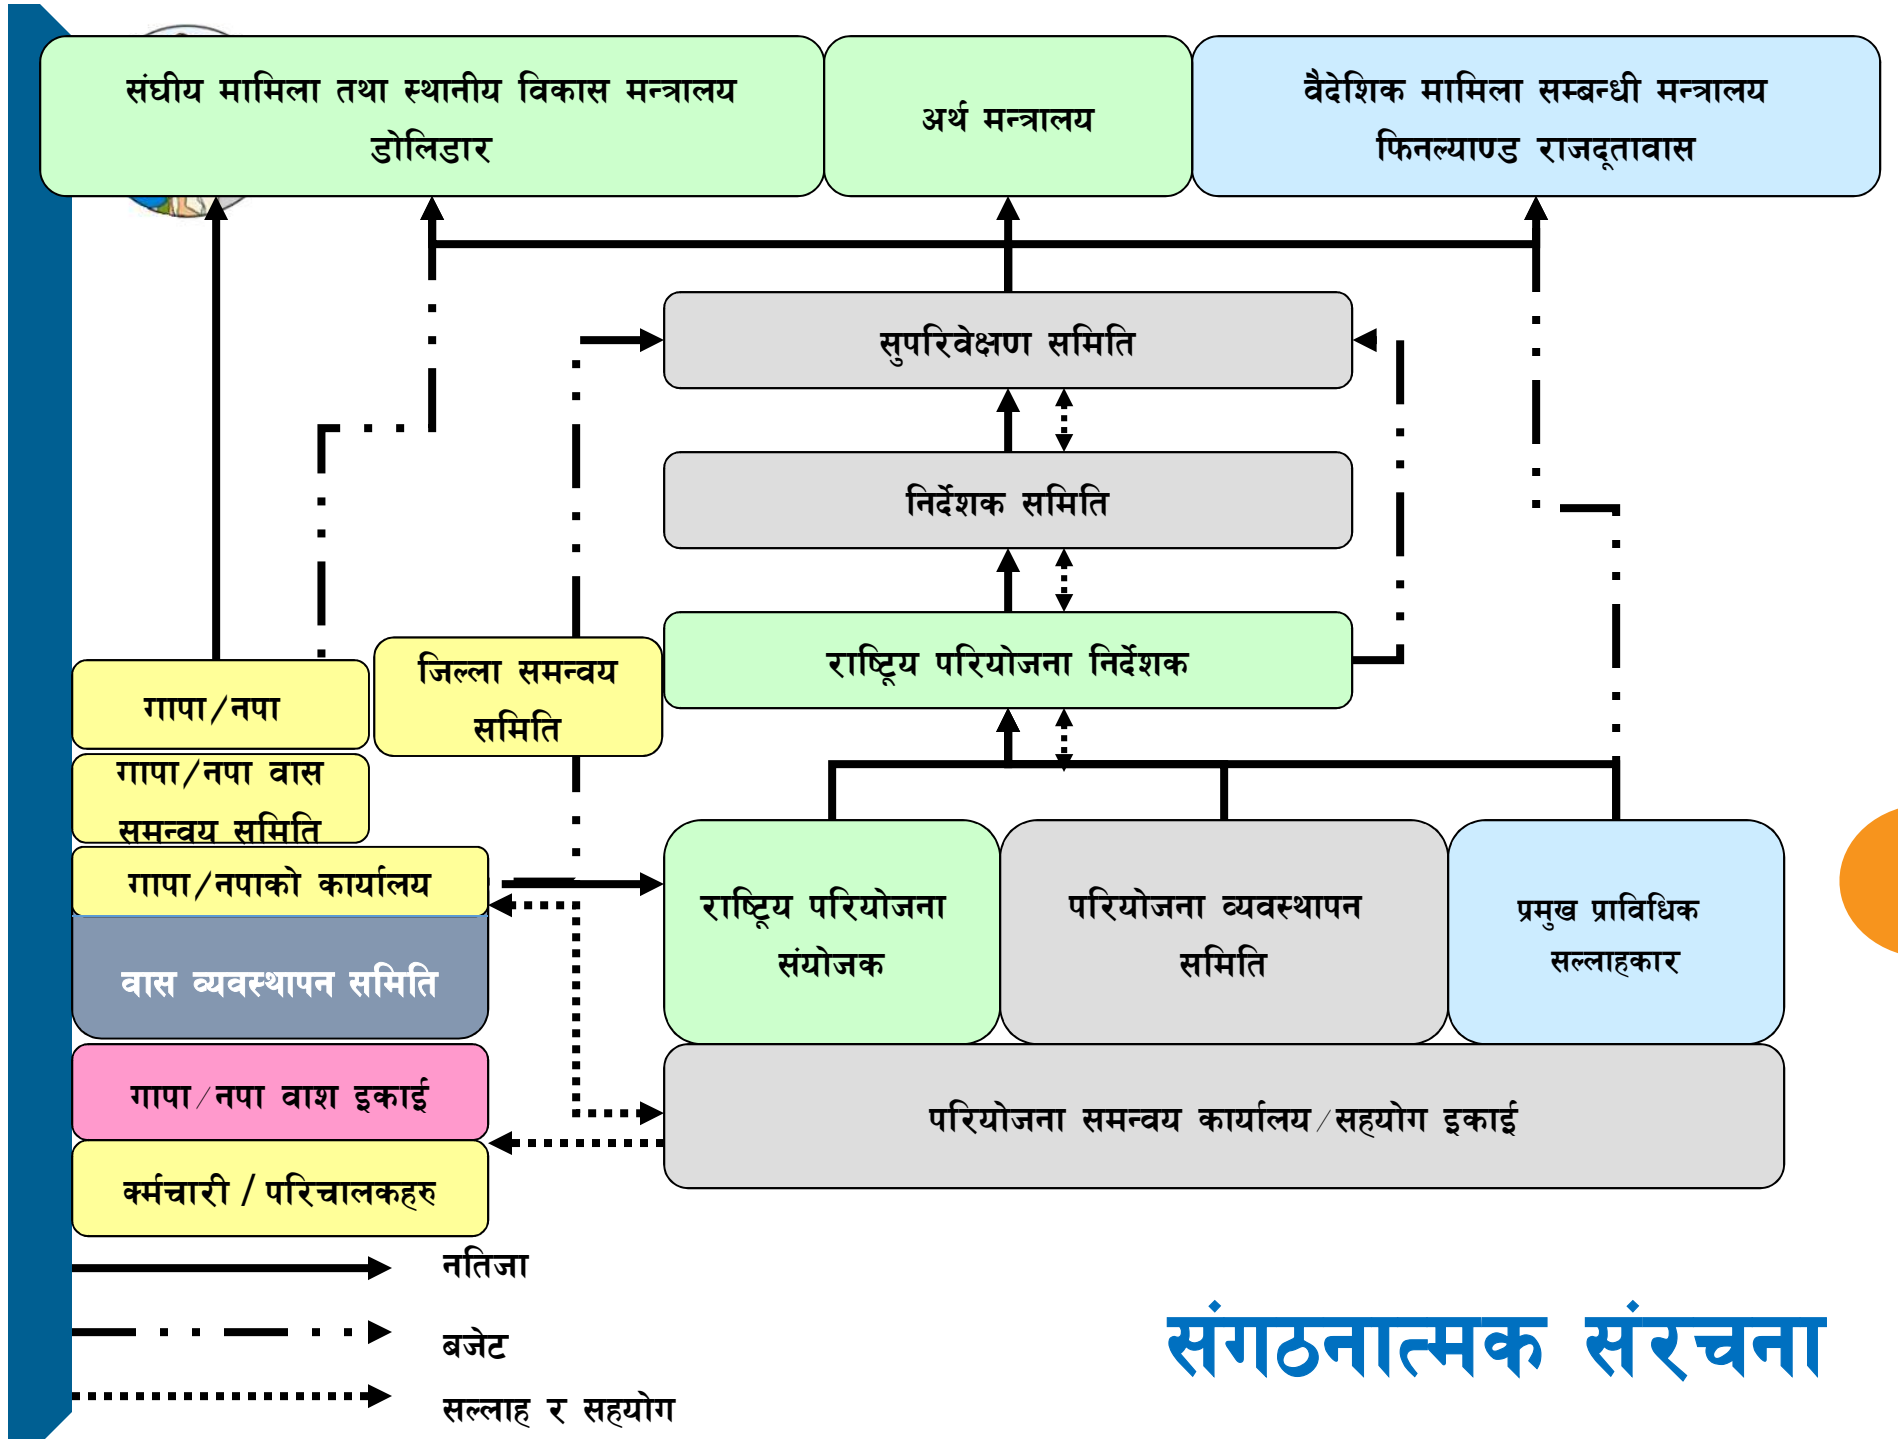 संघीय मामिला तथा स्थानीय विकास मन्त्रालय
डोलिडार
अर्थ मन्त्रालय
वैदेशिक मामिला सम्बन्धी मन्त्रालय
फिनल्याण्ड राजदूतावास
सुपरिवेक्षण समिति
निर्देशक समिति
राष्ट्रिय परियोजना निर्देशक
जिल्ला समन्वय
समिति
गापा/नपा
गापा/नपा वास
समन्वय समिति
गापा/नपाको कार्यालय
वास व्यवस्थापन समिति
गापा/नपा वाश इकाई
र्कमचारी / परिचालकहरु
राष्ट्रिय परियोजना
संयोजक
परियोजना व्यवस्थापन
समिति
प्रमुख प्राविधिक
सल्लाहकार
परियोजना समन्वय कार्यालय/सहयोग इकाई
नतिजा
बजेट
सल्लाह र सहयोग
संगठनात्मक संरचना